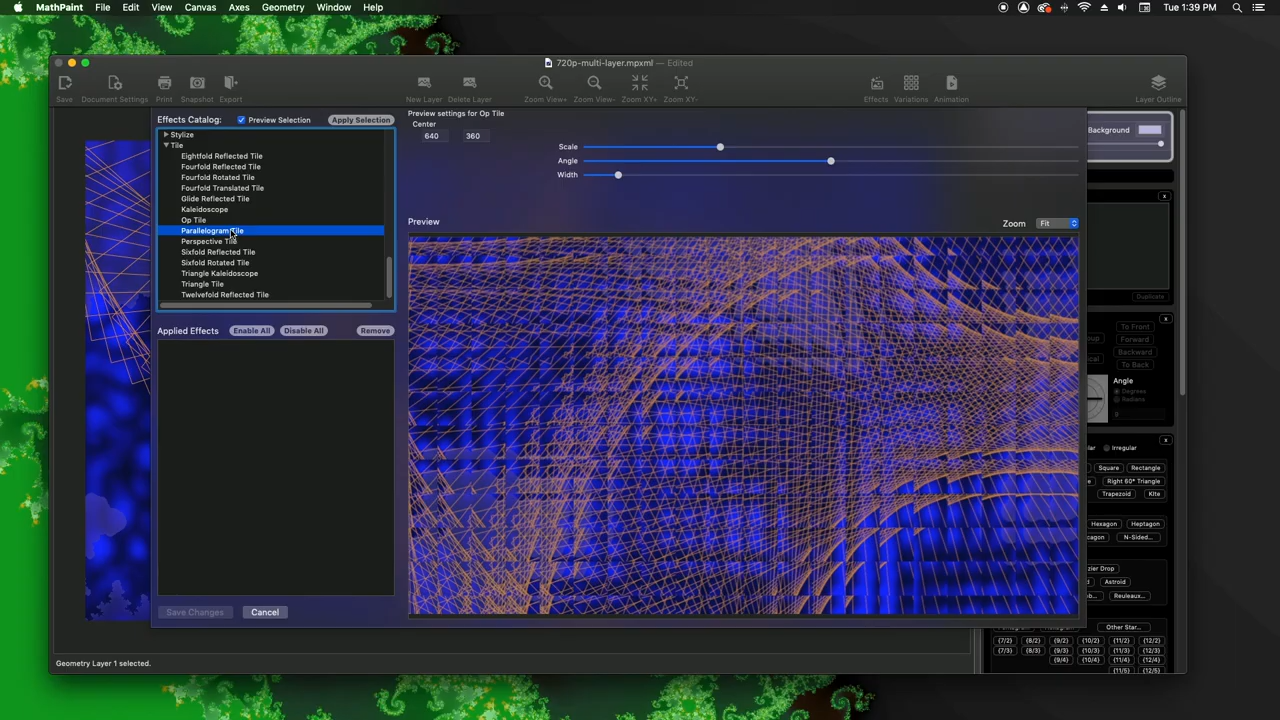 MathPaint File Edit View Canvas Axes Geometry Window Help
Tue 1:39 PM
720p-multi-layer.mpxml — Edited
Save Document Settings Print Snapshot Export New Layer Delete Layer Zoom View+ Zoom View- Zoom XY+ Zoom XY- Effects Variations Animation Layer Outline
Effects Catalog: Preview Selection Apply Selection
Stylize
Tile
Eightfold Reflected Tile
Fourfold Reflected Tile
Fourfold Rotated Tile
Fourfold Translated Tile
Glide Reflected Tile
Kaleidoscope
Op Tile
Parallelogram Tile
Perspective Tile
Sixfold Reflected Tile
Sixfold Rotated Tile
Triangle Kaleidoscope
Triangle Tile
Twelvefold Reflected Tile
Applied Effects Enable All Disable All Remove
Save Changes Cancel
Preview settings for Op Tile
Center
640 360
Scale
Angle
Width
Preview Zoom Fit
Background
x
Duplicate
x
To Front
Forward
Backward
To Back
Angle
Degrees
Radians
x
Irregular
Square Rectangle
Right 60° Triangle
Trapezoid Kite
Hexagon Heptagon
N-Sided...
Astroid
Reuleaux...
Other Star...
{7/2} {8/2} {9/2} {10/2} {11/2} {12/2}
{7/3} {8/3} {9/3} {10/3} {11/3} {12/3}
{9/4} {10/4} {11/4} {12/4}
{11/5} {12/5}
Geometry Layer 1 selected.